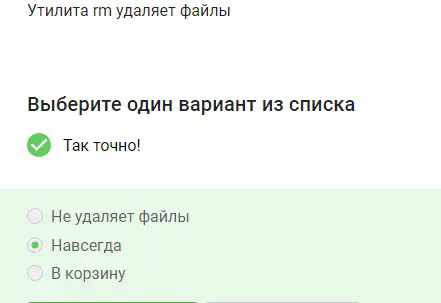 Утилита rm удаляет файлы
Выберите один вариант из списка
Так точно!
Не удаляет файлы
Навсегда
В корзину